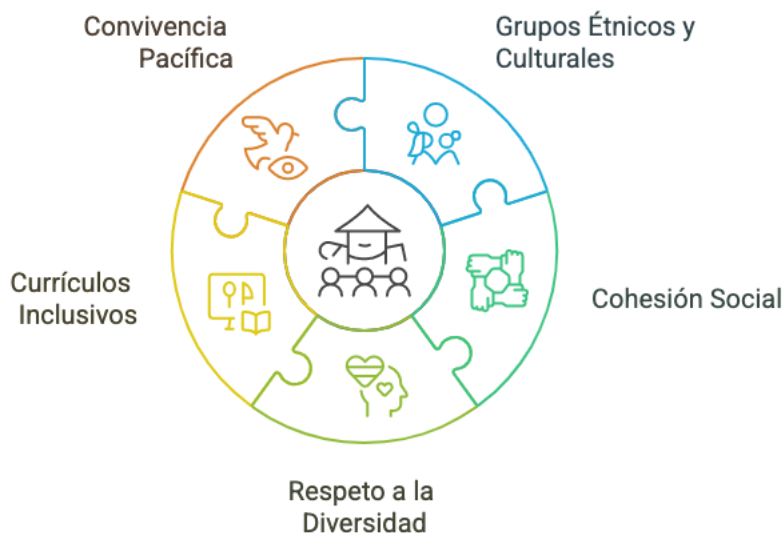 Convivencia
Pacífica
Grupos Étnicos y
Culturales
Currículos
Inclusivos
Cohesión Social
Respeto a la
Diversidad